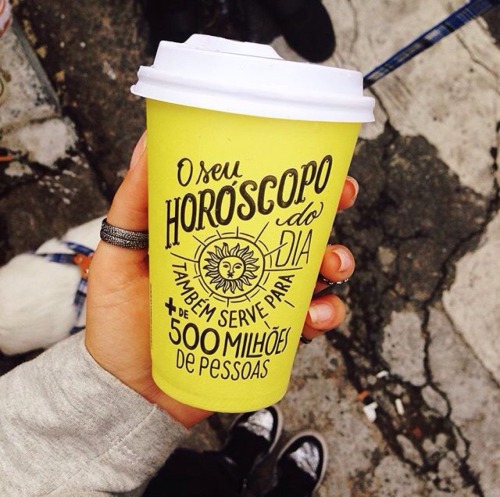 O seu
HORÓSCOPO
do DIA
TAMBÉM SERVE PARA
+ DE
500 MILHÕES
DE PESSOAS